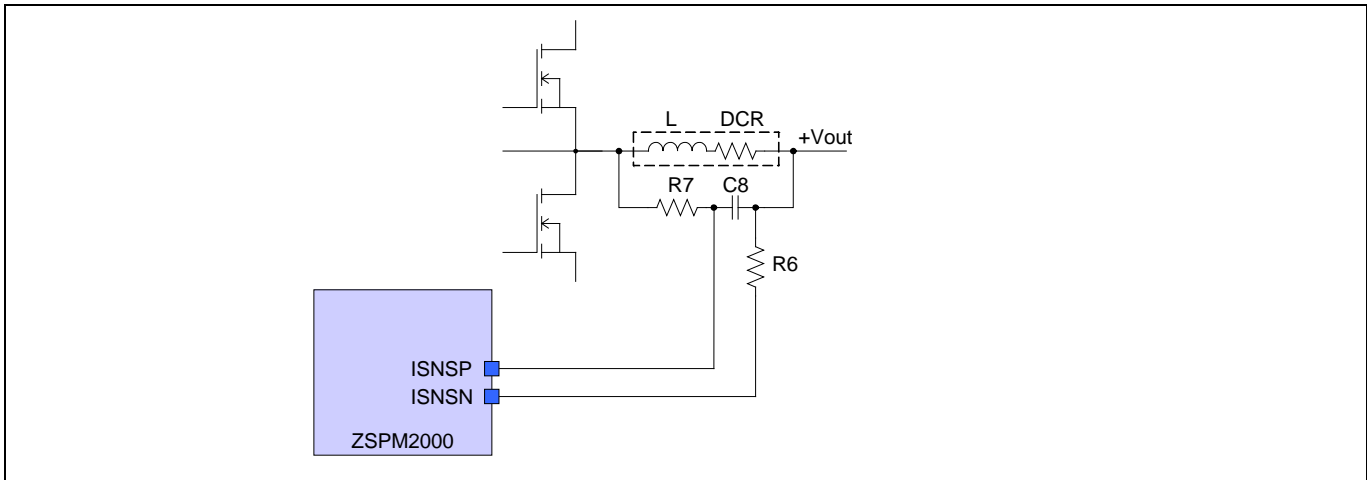 L DCR
+Vout
R7 C8
R6
ISNSP
ISNSN
ZSPM2000